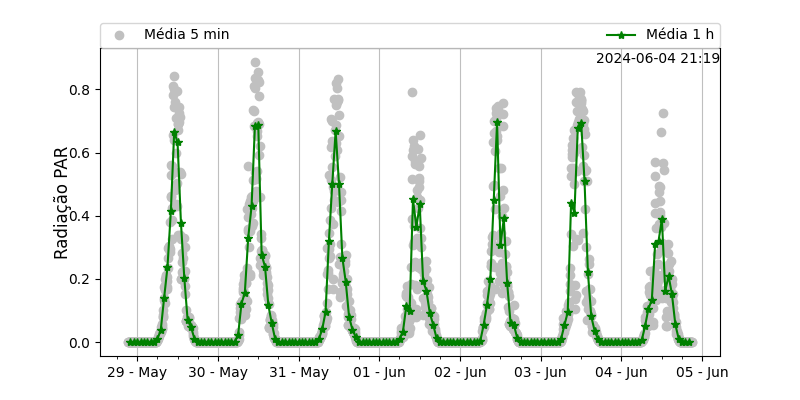 Média 5 min
Média 1 h
2024-06-04 21:19
Radiação PAR
0.8
0.6
0.4
0.2
0.0
29 - May
30 - May
31 - May
01 - Jun
02 - Jun
03 - Jun
04 - Jun
05 - Jun